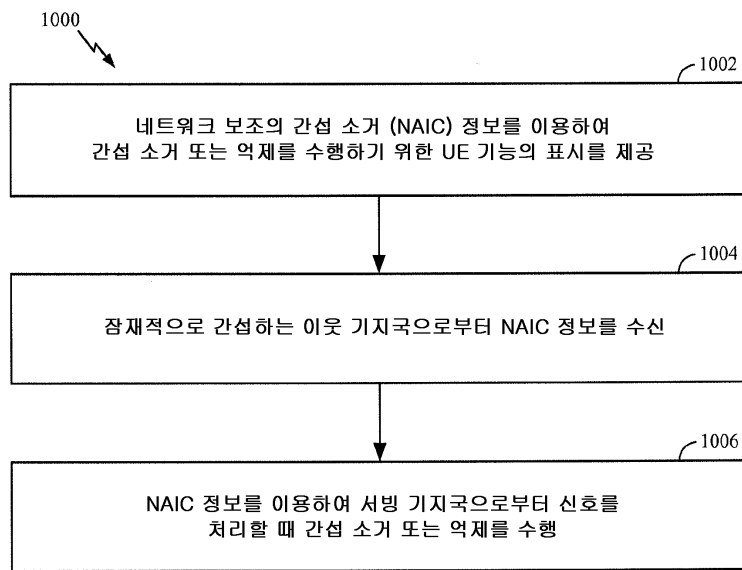 1000
1002
네트워크 보조의 간섭 소거 (NAIC) 정보를 이용하여
간섭 소거 또는 억제를 수행하기 위한 UE 기능의 표시를 제공
1004
잠재적으로 간섭하는 이웃 기지국으로부터 NAIC 정보를 수신
1006
NAIC 정보를 이용하여 서빙 기지국으로부터 신호를
처리할 때 간섭 소거 또는 억제를 수행